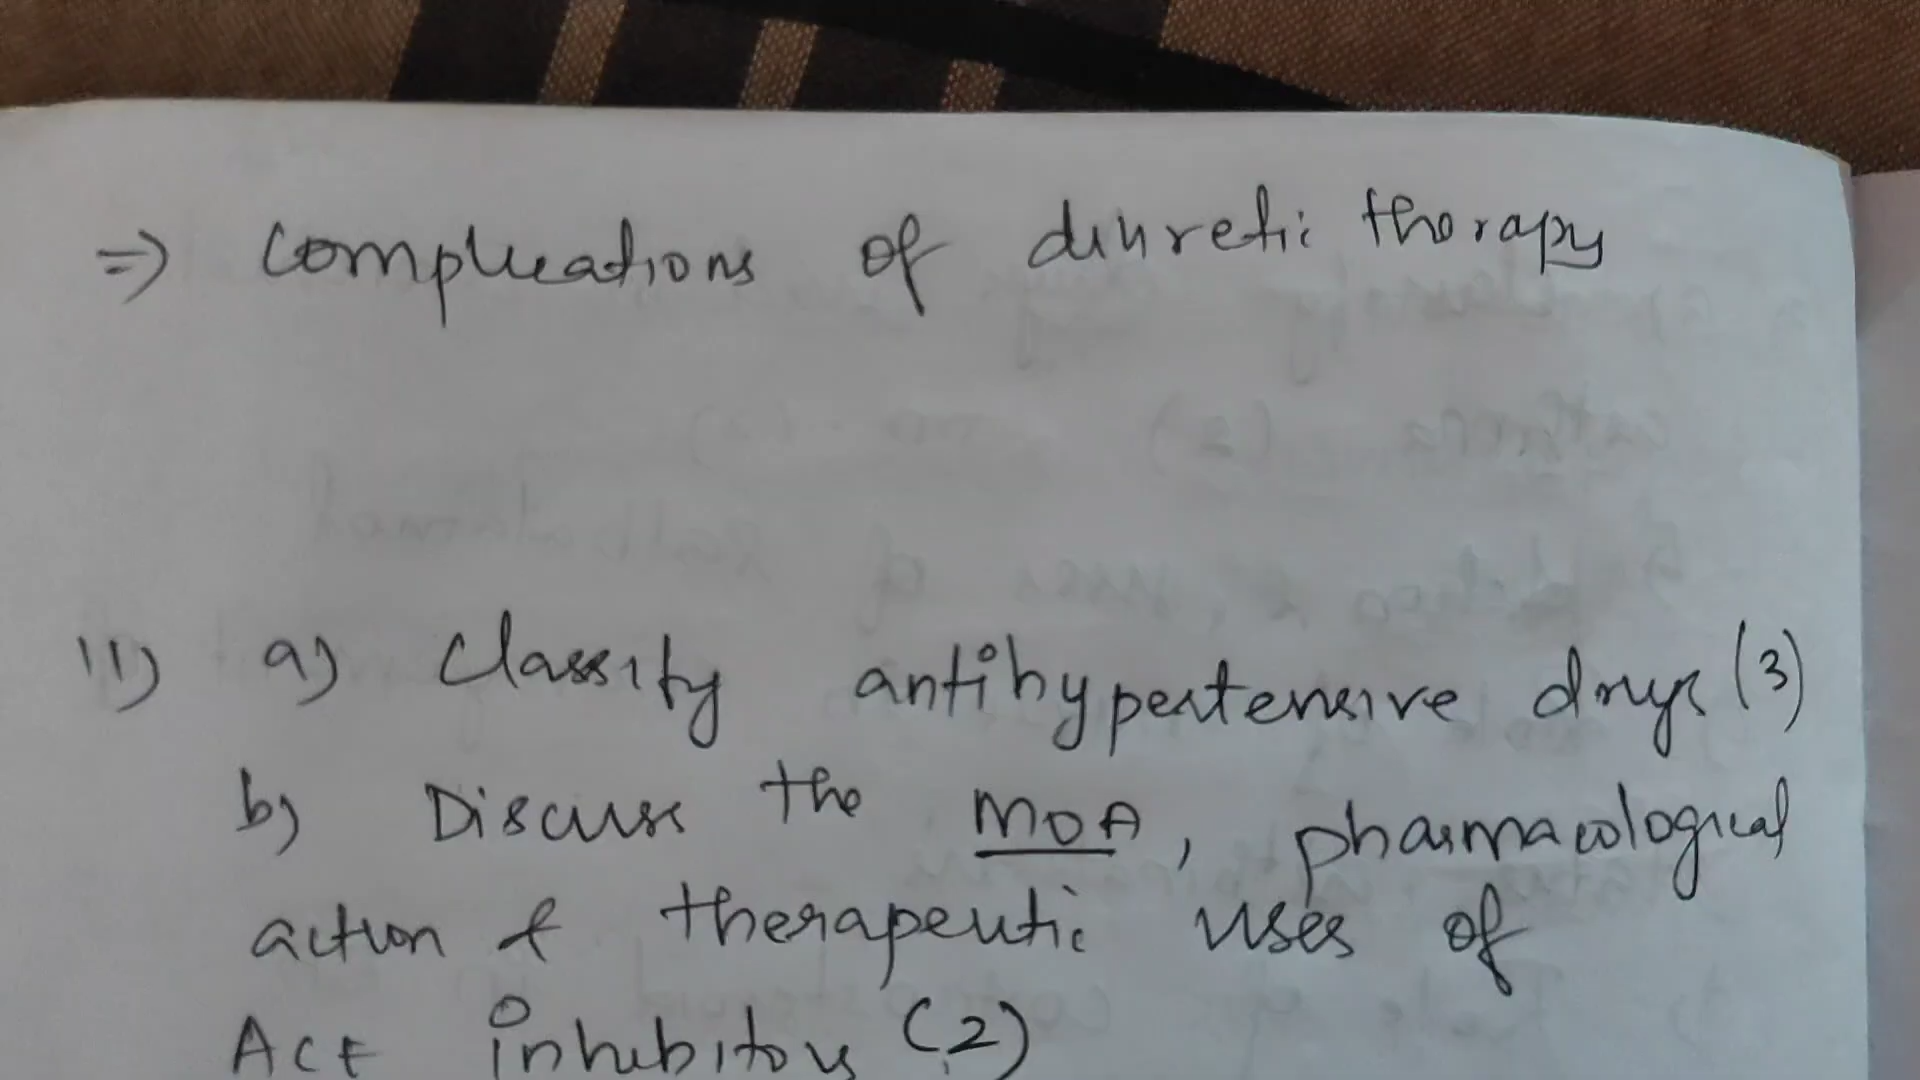 ⇒ complications of diuretic therapy
11) a) Classify antihypertensive drugs (3)
b) Discuss the MOA, pharmacological
action & therapeutic uses of
ACE inhibitors (2)